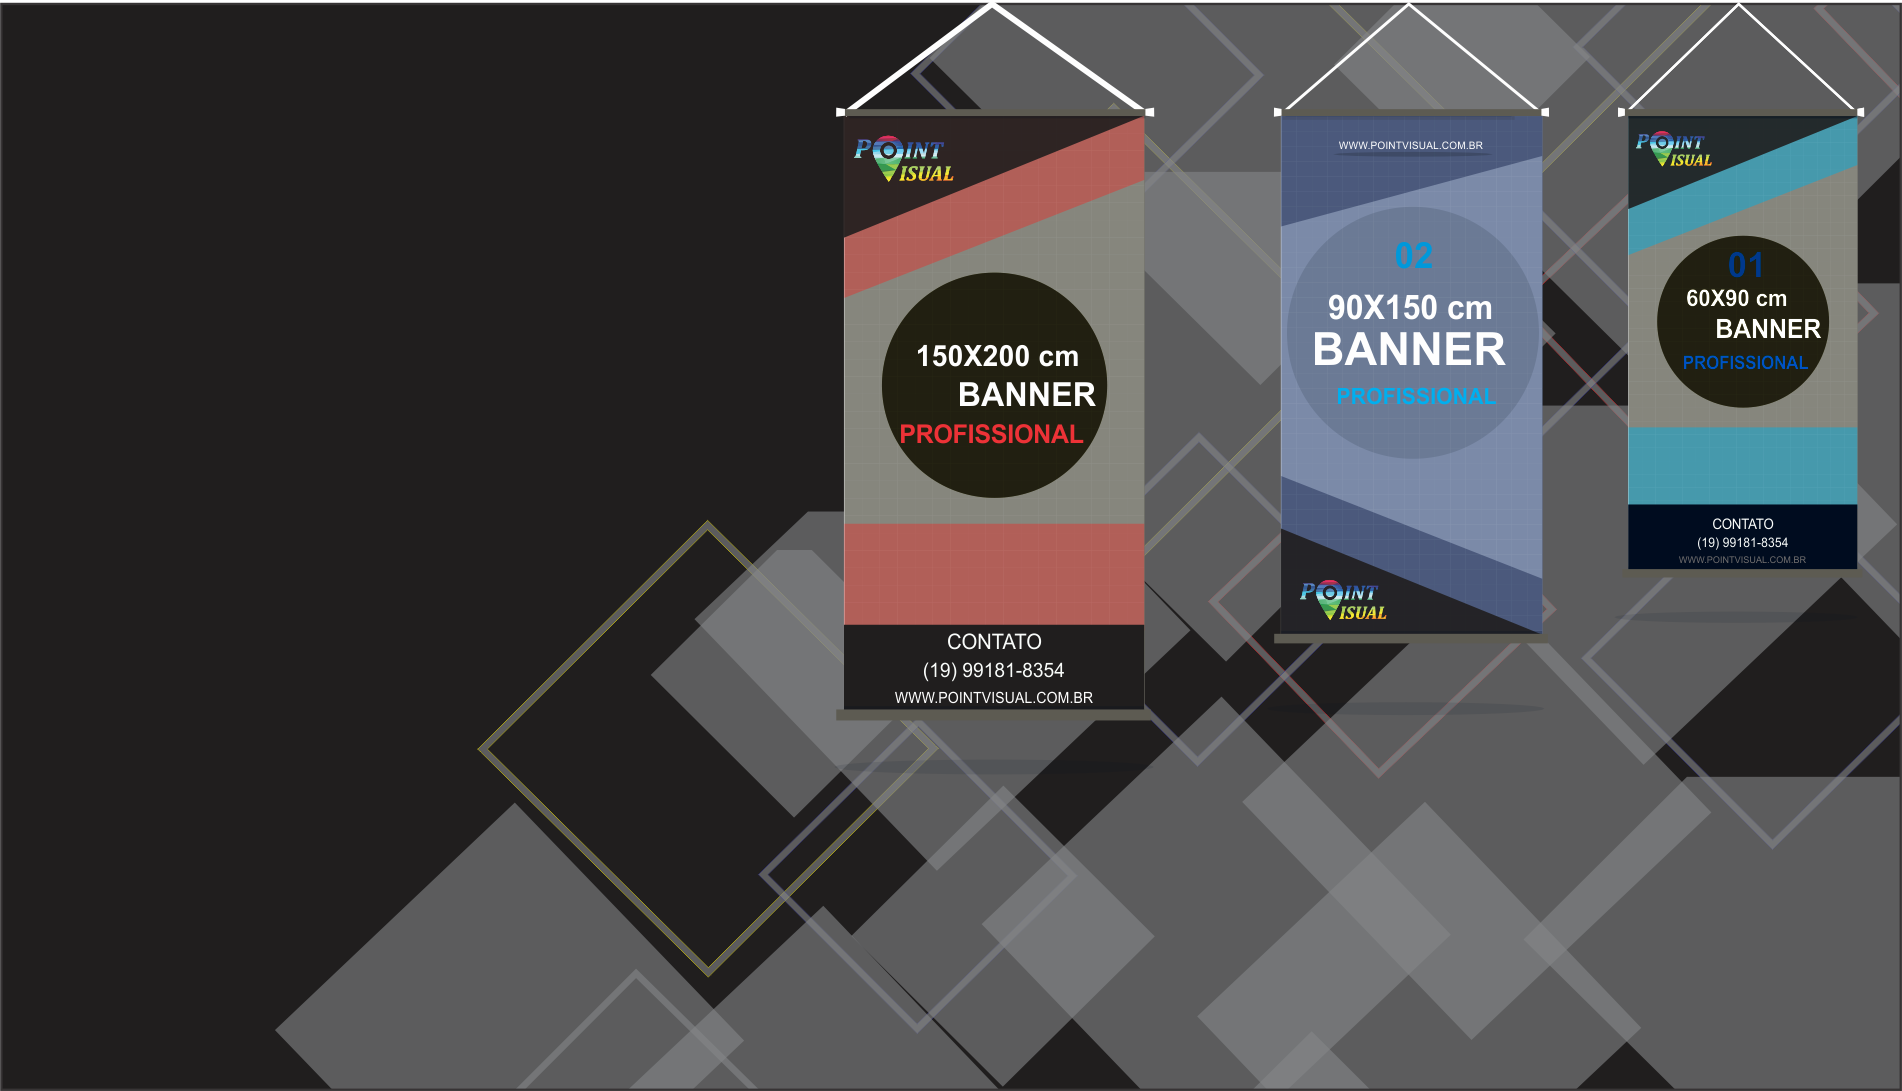 POINT
VISUAL
150X200 cm
BANNER
PROFISSIONAL
CONTATO
(19) 99181-8354
WWW.POINTVISUAL.COM.BR
WWW.POINTVISUAL.COM.BR
02
90X150 cm
BANNER
PROFISSIONAL
POINT
VISUAL
POINT
VISUAL
01
60X90 cm
BANNER
PROFISSIONAL
CONTATO
(19) 99181-8354
WWW.POINTVISUAL.COM.BR